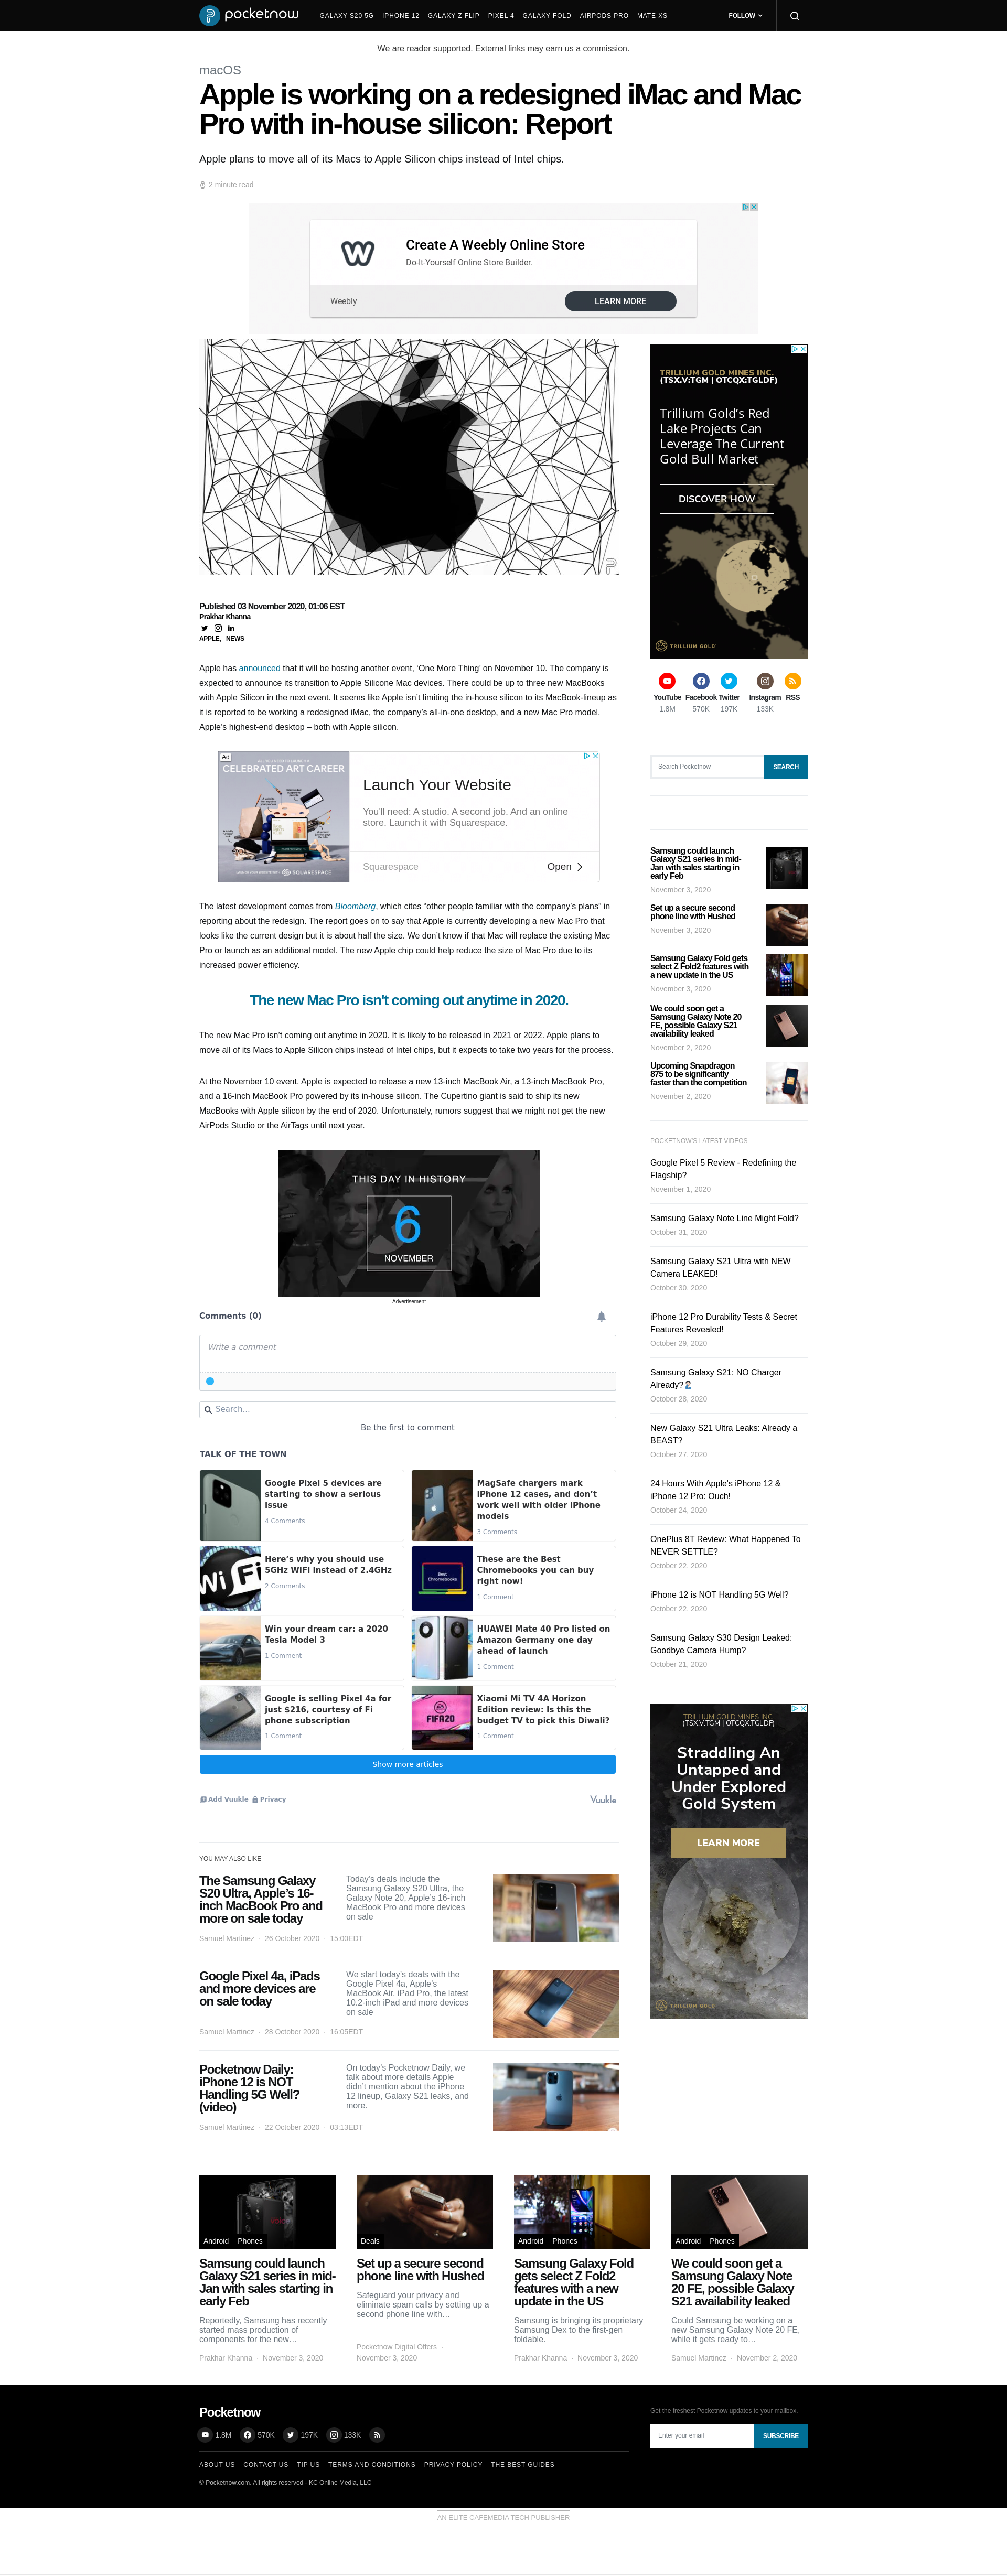 pocketnow
GALAXY S20 5G IPHONE 12 GALAXY Z FLIP PIXEL 4 GALAXY FOLD AIRPODS PRO MATE XS
FOLLOW
We are reader supported. External links may earn us a commission.
macOS
Apple is working on a redesigned iMac and Mac
Pro with in-house silicon: Report
Apple plans to move all of its Macs to Apple Silicon chips instead of Intel chips.
2 minute read
Create A Weebly Online Store
Do-It-Yourself Online Store Builder.
Weebly
LEARN MORE
Published 03 November 2020, 01:06 EST
Prakhar Khanna
APPLE, NEWS
Apple has announced that it will be hosting another event, ‘One More Thing’ on November 10. The company is
expected to announce its transition to Apple Silicone Mac devices. There could be up to three new MacBooks
with Apple Silicon in the next event. It seems like Apple isn’t limiting the in-house silicon to its MacBook-lineup as
it is reported to be working a redesigned iMac, the company’s all-in-one desktop, and a new Mac Pro model,
Apple’s highest-end desktop – both with Apple silicon.
Ad
CELEBRATED ART CAREER
SQUARESPACE
Launch Your Website
You'll need: A studio. A second job. And an online
store. Launch it with Squarespace.
Squarespace
Open
The latest development comes from Bloomberg, which cites “other people familiar with the company’s plans” in
reporting about the redesign. The report goes on to say that Apple is currently developing a new Mac Pro that
looks like the current design but it is about half the size. We don’t know if that Mac will replace the existing Mac
Pro or launch as an additional model. The new Apple chip could help reduce the size of Mac Pro due to its
increased power efficiency.
The new Mac Pro isn't coming out anytime in 2020.
The new Mac Pro isn’t coming out anytime in 2020. It is likely to be released in 2021 or 2022. Apple plans to
move all of its Macs to Apple Silicon chips instead of Intel chips, but it expects to take two years for the process.
At the November 10 event, Apple is expected to release a new 13-inch MacBook Air, a 13-inch MacBook Pro,
and a 16-inch MacBook Pro powered by its in-house silicon. The Cupertino giant is said to ship its new
MacBooks with Apple silicon by the end of 2020. Unfortunately, rumors suggest that we might not get the new
AirPods Studio or the AirTags until next year.
THIS DAY IN HISTORY
6
NOVEMBER
Advertisement
Comments (0)
Write a comment
Search...
Be the first to comment
TALK OF THE TOWN
Google Pixel 5 devices are
starting to show a serious
issue
4 Comments
MagSafe chargers mark
iPhone 12 cases, and don’t
work well with older iPhone
models
3 Comments
Wi Fi
Here’s why you should use
5GHz WiFi instead of 2.4GHz
2 Comments
Best
Chromebooks
These are the Best
Chromebooks you can buy
right now!
1 Comment
Win your dream car: a 2020
Tesla Model 3
1 Comment
HUAWEI Mate 40 Pro listed on
Amazon Germany one day
ahead of launch
1 Comment
Google is selling Pixel 4a for
just $216, courtesy of Fi
phone subscription
1 Comment
FIFA20
Xiaomi Mi TV 4A Horizon
Edition review: Is this the
budget TV to pick this Diwali?
1 Comment
Show more articles
Add Vuukle Privacy
Vuukle
YOU MAY ALSO LIKE
The Samsung Galaxy
S20 Ultra, Apple’s 16-
inch MacBook Pro and
more on sale today
Samuel Martinez · 26 October 2020 · 15:00EDT
Today’s deals include the
Samsung Galaxy S20 Ultra, the
Galaxy Note 20, Apple’s 16-inch
MacBook Pro and more devices
on sale
Google Pixel 4a, iPads
and more devices are
on sale today
Samuel Martinez · 28 October 2020 · 16:05EDT
We start today’s deals with the
Google Pixel 4a, Apple’s
MacBook Air, iPad Pro, the latest
10.2-inch iPad and more devices
on sale
Pocketnow Daily:
iPhone 12 is NOT
Handling 5G Well?
(video)
Samuel Martinez · 22 October 2020 · 03:13EDT
On today’s Pocketnow Daily, we
talk about more details Apple
didn’t mention about the iPhone
12 lineup, Galaxy S21 leaks, and
more.
TRILLIUM GOLD MINES INC.
(TSX.V:TGM | OTCQX:TGLDF)
Trillium Gold's Red
Lake Projects Can
Leverage The Current
Gold Bull Market
DISCOVER HOW
TRILLIUM GOLD
YouTube Facebook Twitter Instagram RSS
1.8M 570K 197K 133K
Search Pocketnow
SEARCH
Samsung could launch
Galaxy S21 series in mid-
Jan with sales starting in
early Feb
November 3, 2020
Set up a secure second
phone line with Hushed
November 3, 2020
Samsung Galaxy Fold gets
select Z Fold2 features with
a new update in the US
November 3, 2020
We could soon get a
Samsung Galaxy Note 20
FE, possible Galaxy S21
availability leaked
November 2, 2020
Upcoming Snapdragon
875 to be significantly
faster than the competition
November 2, 2020
POCKETNOW'S LATEST VIDEOS
Google Pixel 5 Review - Redefining the
Flagship?
November 1, 2020
Samsung Galaxy Note Line Might Fold?
October 31, 2020
Samsung Galaxy S21 Ultra with NEW
Camera LEAKED!
October 30, 2020
iPhone 12 Pro Durability Tests & Secret
Features Revealed!
October 29, 2020
Samsung Galaxy S21: NO Charger
Already?
October 28, 2020
New Galaxy S21 Ultra Leaks: Already a
BEAST?
October 27, 2020
24 Hours With Apple's iPhone 12 &
iPhone 12 Pro: Ouch!
October 24, 2020
OnePlus 8T Review: What Happened To
NEVER SETTLE?
October 22, 2020
iPhone 12 is NOT Handling 5G Well?
October 22, 2020
Samsung Galaxy S30 Design Leaked:
Goodbye Camera Hump?
October 21, 2020
TRILLIUM GOLD MINES INC.
(TSX.V:TGM | OTCQX:TGLDF)
Straddling An
Untapped and
Under Explored
Gold System
LEARN MORE
TRILLIUM GOLD
Android Phones
Samsung could launch
Galaxy S21 series in mid-
Jan with sales starting in
early Feb
Reportedly, Samsung has recently
started mass production of
components for the new…
Prakhar Khanna · November 3, 2020
Deals
Set up a secure second
phone line with Hushed
Safeguard your privacy and
eliminate spam calls by setting up a
second phone line with…
Pocketnow Digital Offers ·
November 3, 2020
Android Phones
Samsung Galaxy Fold
gets select Z Fold2
features with a new
update in the US
Samsung is bringing its proprietary
Samsung Dex to the first-gen
foldable.
Prakhar Khanna · November 3, 2020
Android Phones
We could soon get a
Samsung Galaxy Note
20 FE, possible Galaxy
S21 availability leaked
Could Samsung be working on a
new Samsung Galaxy Note 20 FE,
while it gets ready to…
Samuel Martinez · November 2, 2020
Pocketnow
1.8M 570K 197K 133K
Get the freshest Pocketnow updates to your mailbox.
Enter your email
SUBSCRIBE
ABOUT US CONTACT US TIP US TERMS AND CONDITIONS PRIVACY POLICY THE BEST GUIDES
© Pocketnow.com. All rights reserved - KC Online Media, LLC
AN ELITE CAFEMEDIA TECH PUBLISHER